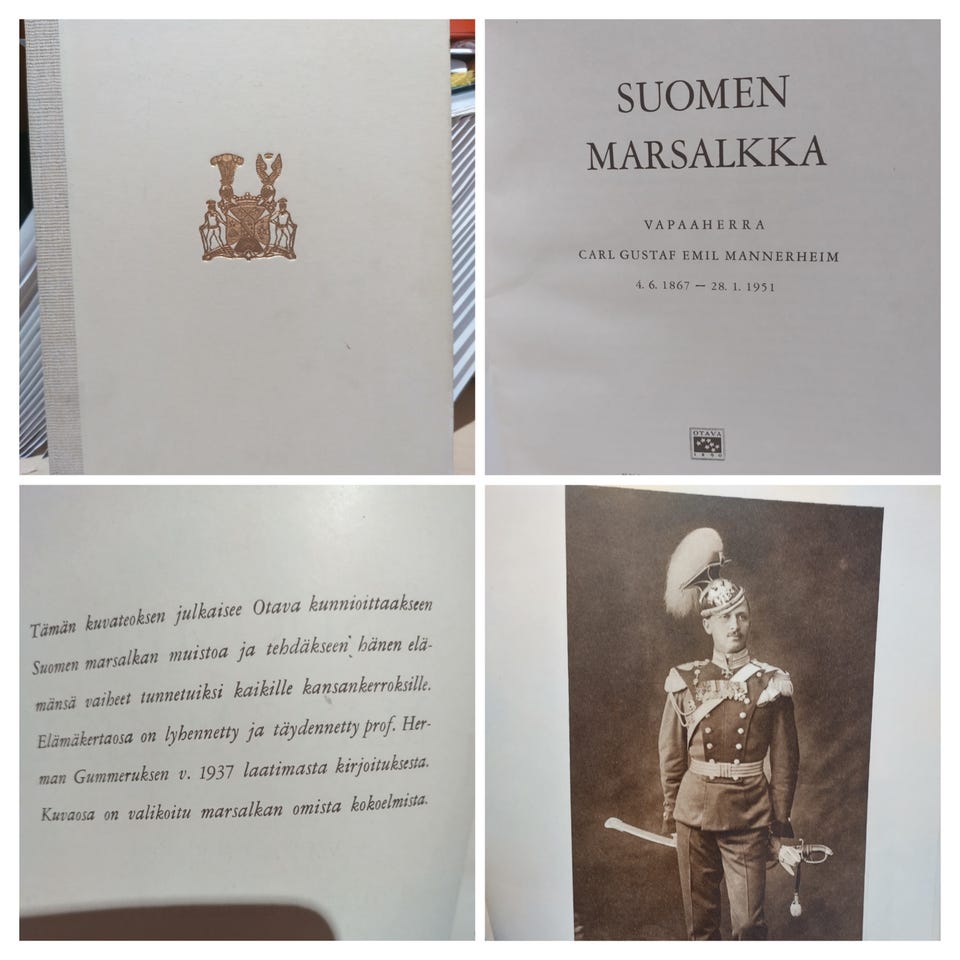 SUOMEN
MARSALKKA
VAPAAHERRA
CARL GUSTAF EMIL MANNERHEIM
4. 6. 1867 — 28. 1. 1951
OTAVA
1890
Tämän kuvateoksen julkaisee Otava kunnioittaakseen
Suomen marsalkan muistoa ja tehdäkseen hänen elä-
mänsä vaiheet tunnetuiksi kaikille kansankerroksille.
Elämäkertaosa on lyhennetty ja täydennetty prof. Her-
man Gummeruksen v. 1937 laatimasta kirjoituksesta.
Kuvaosa on valikoitu marsalkan omista kokoelmista.